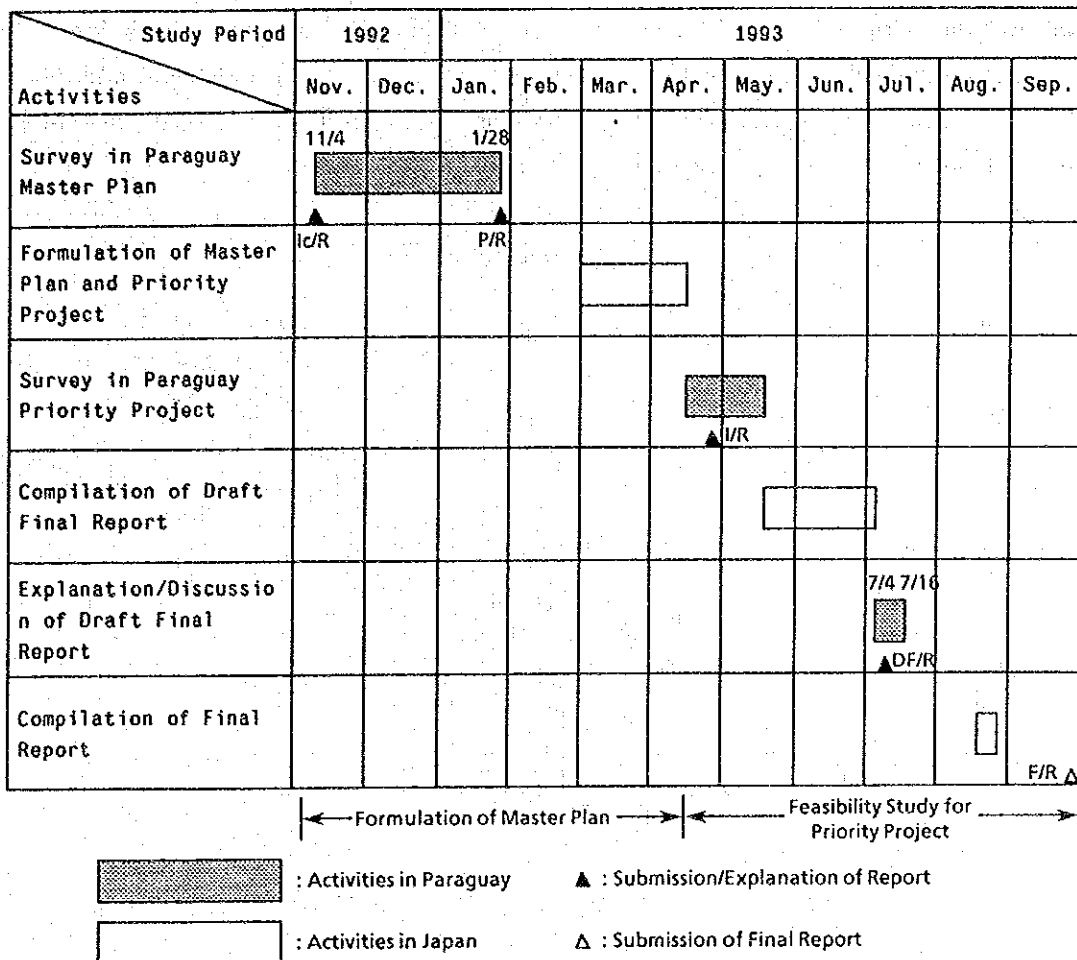 Study Period
1992
1993
Activities
Nov. Dec. Jan. Feb. Mar. Apr. May. Jun. Jul. Aug. Sep.
Survey in Paraguay
Master Plan
11/4
1/28
Ic/R
P/R
Formulation of Master
Plan and Priority
Project
Survey in Paraguay
Priority Project
I/R
Compilation of Draft
Final Report
Explanation/Discussio
n of Draft Final
Report
7/4 7/16
DF/R
Compilation of Final
Report
F/R
Formulation of Master Plan
Feasibility Study for
Priority Project
: Activities in Paraguay
▲ : Submission/Explanation of Report
: Activities in Japan
△ : Submission of Final Report